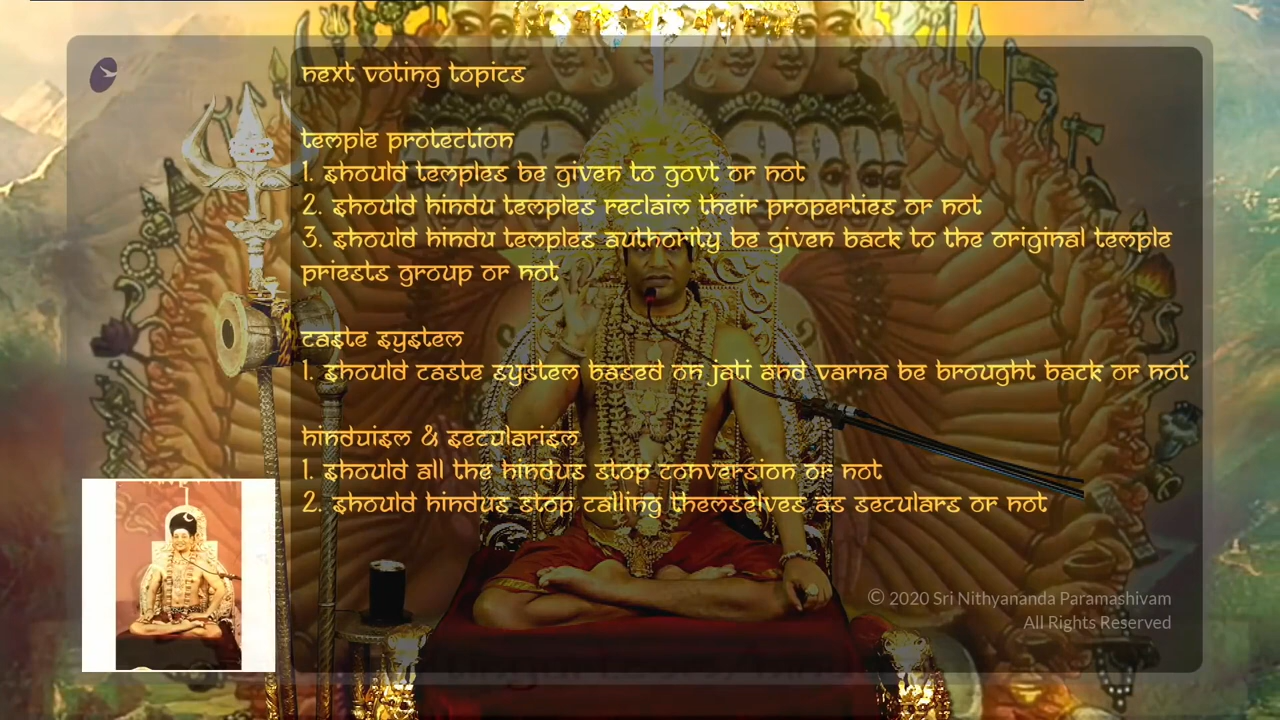 next voting topics
temple protection
1. should temples be given to govt or not
2. should hindu temples reclaim their properties or not
3. should hindu temples authority be given back to the original temple
priests group or not
caste system
1. should caste system based on jati and varna be brought back or not
hinduism & secularism
1. should all the hindus stop conversion or not
2. should hindus stop calling themselves as seculars or not
© 2020 Sri Nithyananda Paramashivam
All Rights Reserved